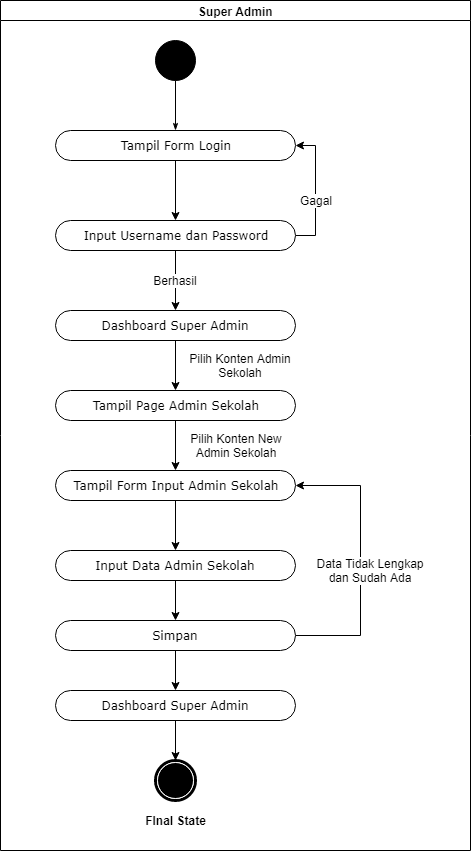 Super Admin
Tampil Form Login
Gagal
Input Username dan Password
Berhasil
Dashboard Super Admin
Pilih Konten Admin
Sekolah
Tampil Page Admin Sekolah
Pilih Konten New
Admin Sekolah
Tampil Form Input Admin Sekolah
Input Data Admin Sekolah
Data Tidak Lengkap
dan Sudah Ada
Simpan
Dashboard Super Admin
FInal State